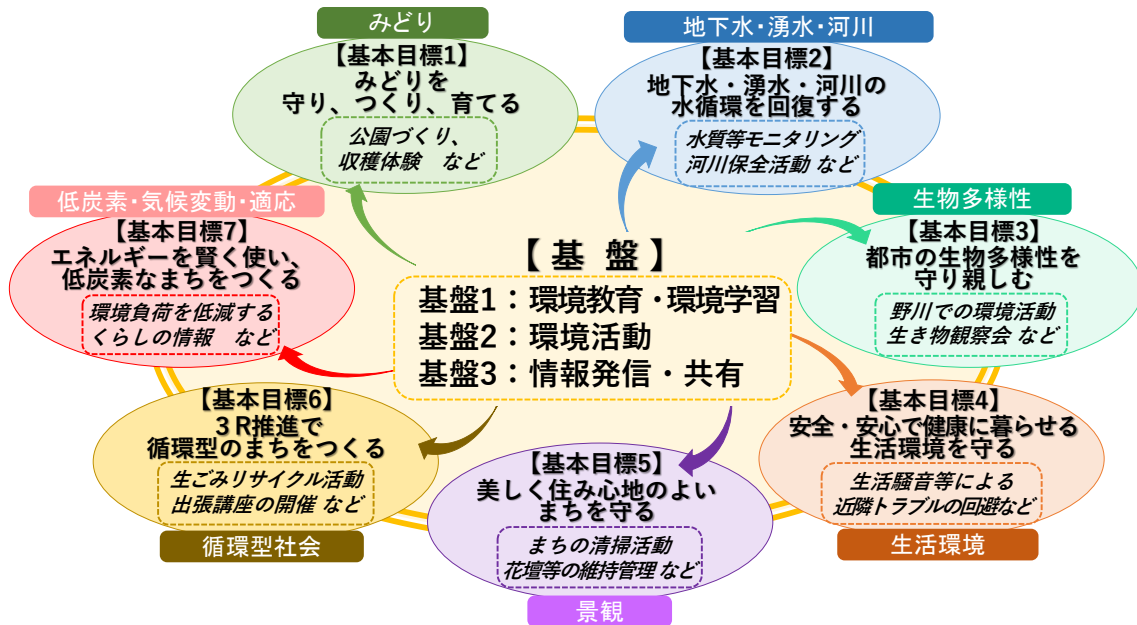 みどり
【基本目標1】
みどりを
守り、つくり、育てる
公園づくり、
収穫体験　など
地下水・湧水・河川
【基本目標2】
地下水・湧水・河川の
水循環を回復する
水質等モニタリング
河川保全活動 など
生物多様性
【基本目標3】
都市の生物多様性を
守り親しむ
野川での環境活動
生き物観察会 など
【基本目標4】
安全・安心で健康に暮らせる
生活環境を守る
生活騒音等による
近隣トラブルの回避など
生活環境
【基本目標5】
美しく住み心地のよい
まちを守る
まちの清掃活動
花壇等の維持管理 など
景観
【基本目標6】
３R推進で
循環型のまちをつくる
生ごみリサイクル活動
出張講座の開催 など
循環型社会
低炭素・気候変動・適応
【基本目標7】
エネルギーを賢く使い、
低炭素なまちをつくる
環境負荷を低減する
くらしの情報　など
【 基 盤 】
基盤1：環境教育・環境学習
基盤2：環境活動
基盤3：情報発信・共有